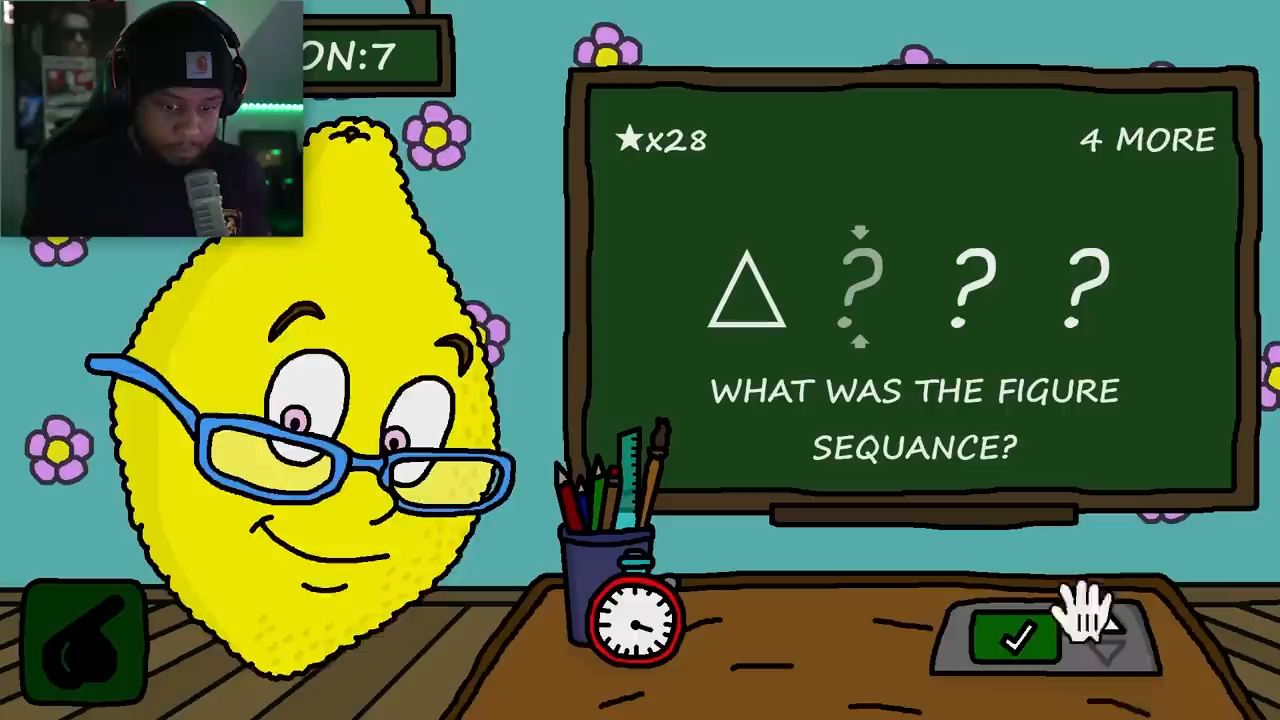 ON:7
★x28
4 MORE
? ? ?
WHAT WAS THE FIGURE
SEQUANCE?